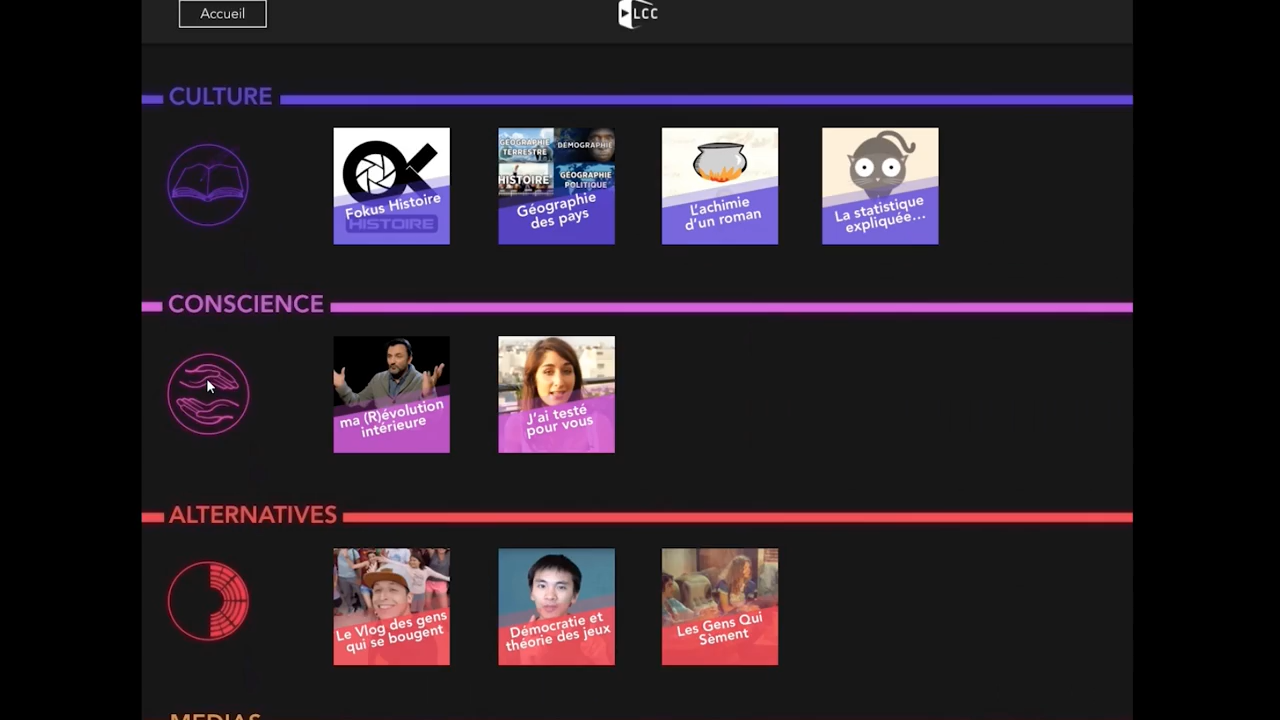 Accueil
LCC
CULTURE
Fokus Histoire
HISTOIRE
GÉOGRAPHIE
TERRESTRE
DÉMOGRAPHIE
HISTOIRE
GÉOGRAPHIE
POLITIQUE
Géographie
des pays
L'achimie
d'un roman
La statistique
expliquée...
CONSCIENCE
ma (R)évolution
intérieure
J'ai testé
pour vous
ALTERNATIVES
Le Vlog des gens
qui se bougent
Démocratie et
théorie des jeux
Les Gens Qui
Sèment
MEDIAS